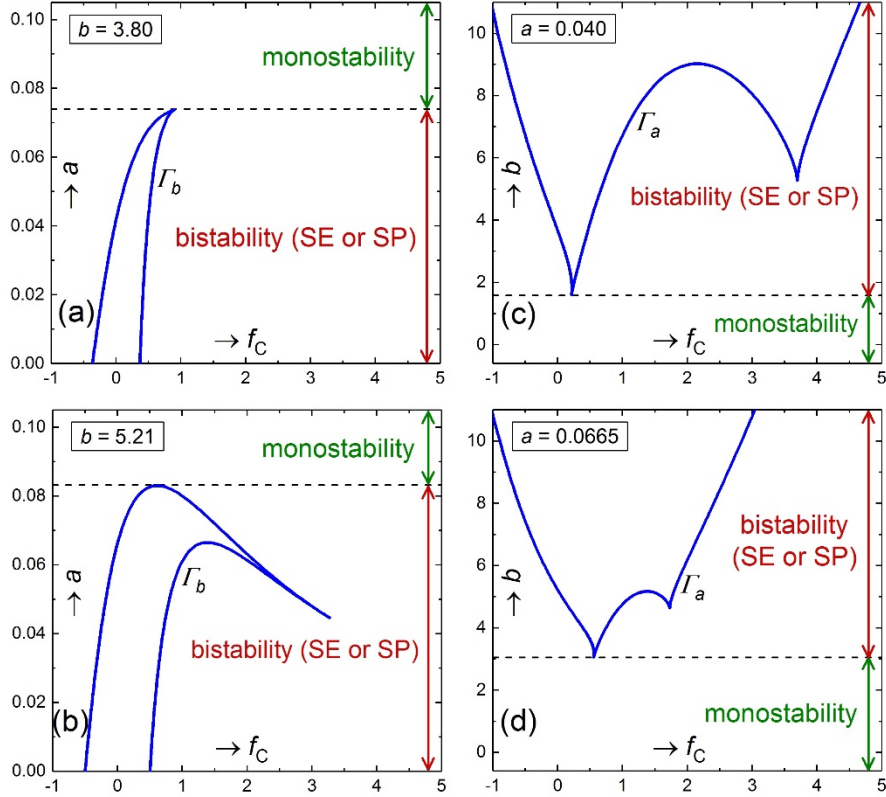 b = 3.80
monostability
0.10
0.08
0.06
0.04
0.02
0.00
→ a
Γb
bistability (SE or SP)
(a)
→ fC
-1 0 1 2 3 4 5
a = 0.040
10
8
6
4
2
0
→ b
Γa
bistability (SE or SP)
monostability
(c)
→ fC
-1 0 1 2 3 4 5
b = 5.21
monostability
0.10
0.08
0.06
0.04
0.02
0.00
→ a
Γb
bistability (SE or SP)
(b)
→ fC
-1 0 1 2 3 4 5
a = 0.0665
10
8
6
4
2
0
→ b
bistability
(SE or SP)
Γa
monostability
(d)
→ fC
-1 0 1 2 3 4 5